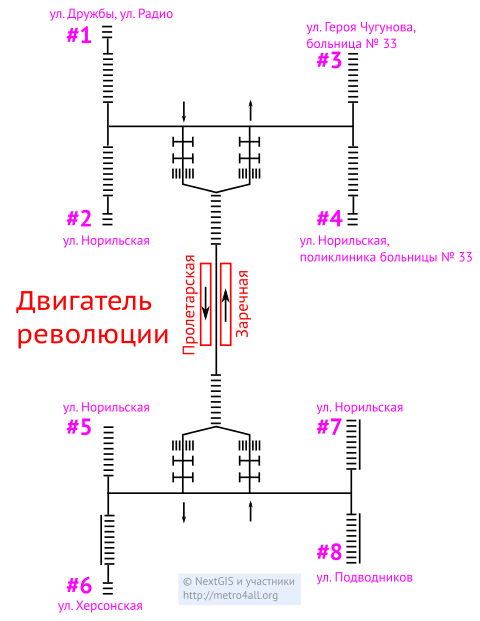 ул. Дружбы, ул. Радио
#1
ул. Героя Чугунова,
больница № 33
#3
#2
ул. Норильская
#4
ул. Норильская,
поликлиника больницы № 33
Двигатель
революции
Пролетарская
Заречная
ул. Норильская
#5
ул. Норильская
#7
#6
ул. Херсонская
#8
ул. Подводников
© NextGIS и участники
http://metro4all.org